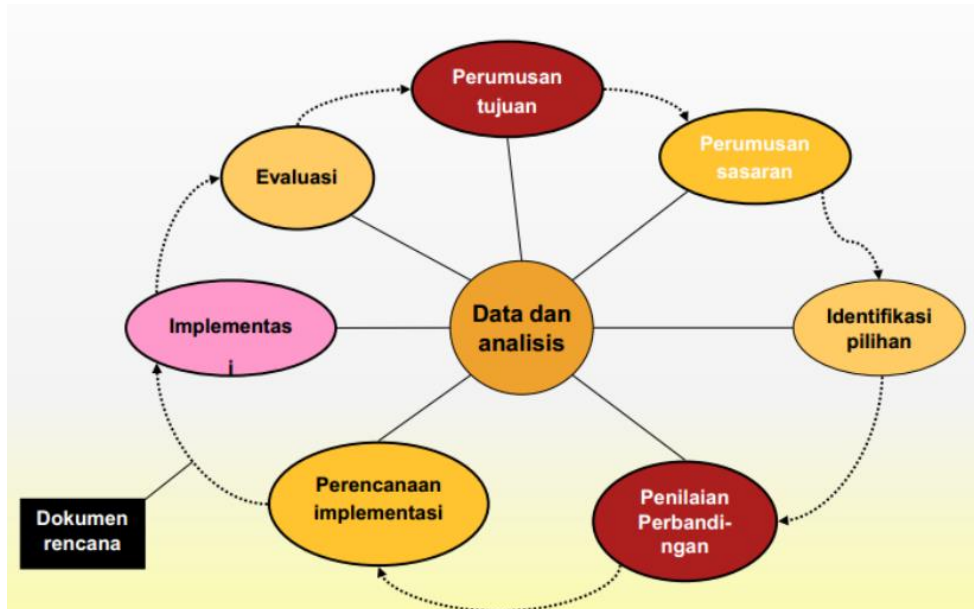 Perumusan
tujuan
Perumusan
sasaran
Evaluasi
Data dan
analisis
Implementas
i
Identifikasi
pilihan
Perencanaan
implementasi
Penilaian
Perbandi-
ngan
Dokumen
rencana